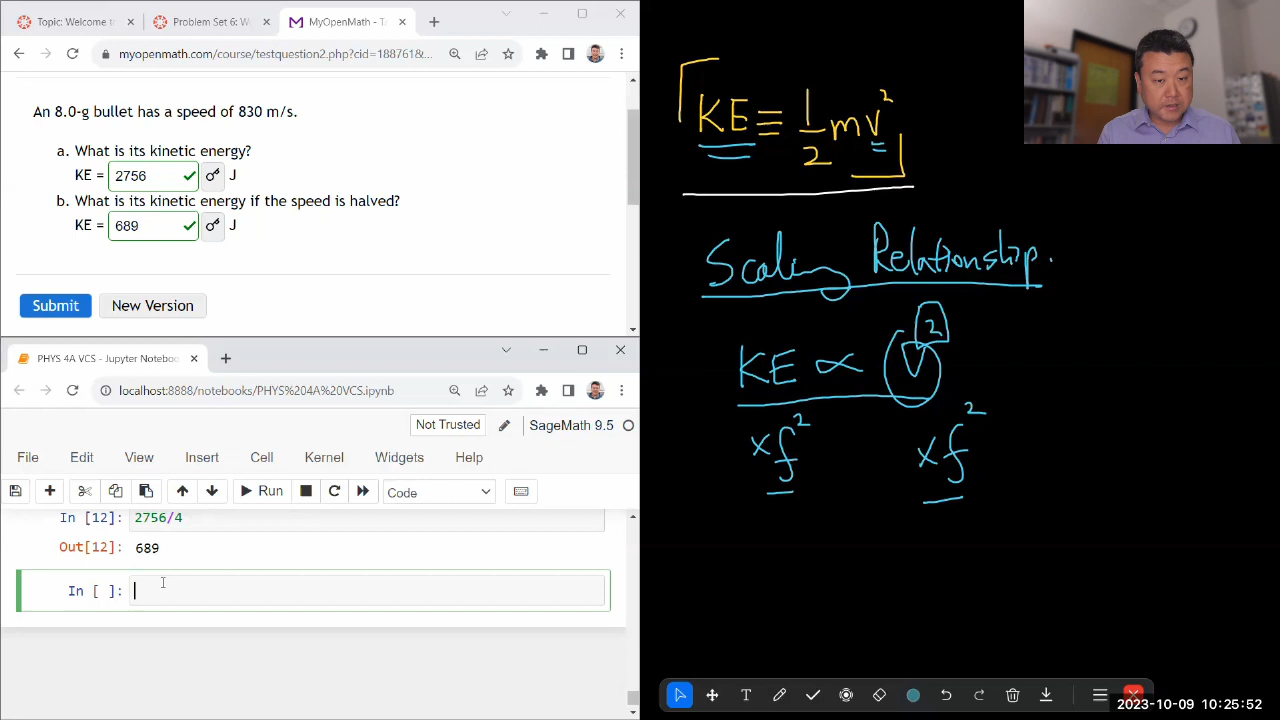 Topic: Welcome t
Problem Set 6: W
MyOpenMath - Ta
myopenmath.com/course/testquestion2.php?cid=188761&...
An 8.0-g bullet has a speed of 830 m/s.
a. What is its kinetic energy?
KE = 2756 J
b. What is its kinetic energy if the speed is halved?
KE = 689 J
Submit
New Version
PHYS 4A VCS - Jupyter Noteboo
localhost:8888/notebooks/PHYS%204A%20VCS.ipynb
Not Trusted
SageMath 9.5
File Edit View Insert Cell Kernel Widgets Help
Run
Code
In [12]: 2756/4
Out[12]: 689
In [ ]:
KE ≡ 1/2 mv²
Scaling Relationship.
KE ∝ v²
×f² ×f²
2023-10-09 10:25:52